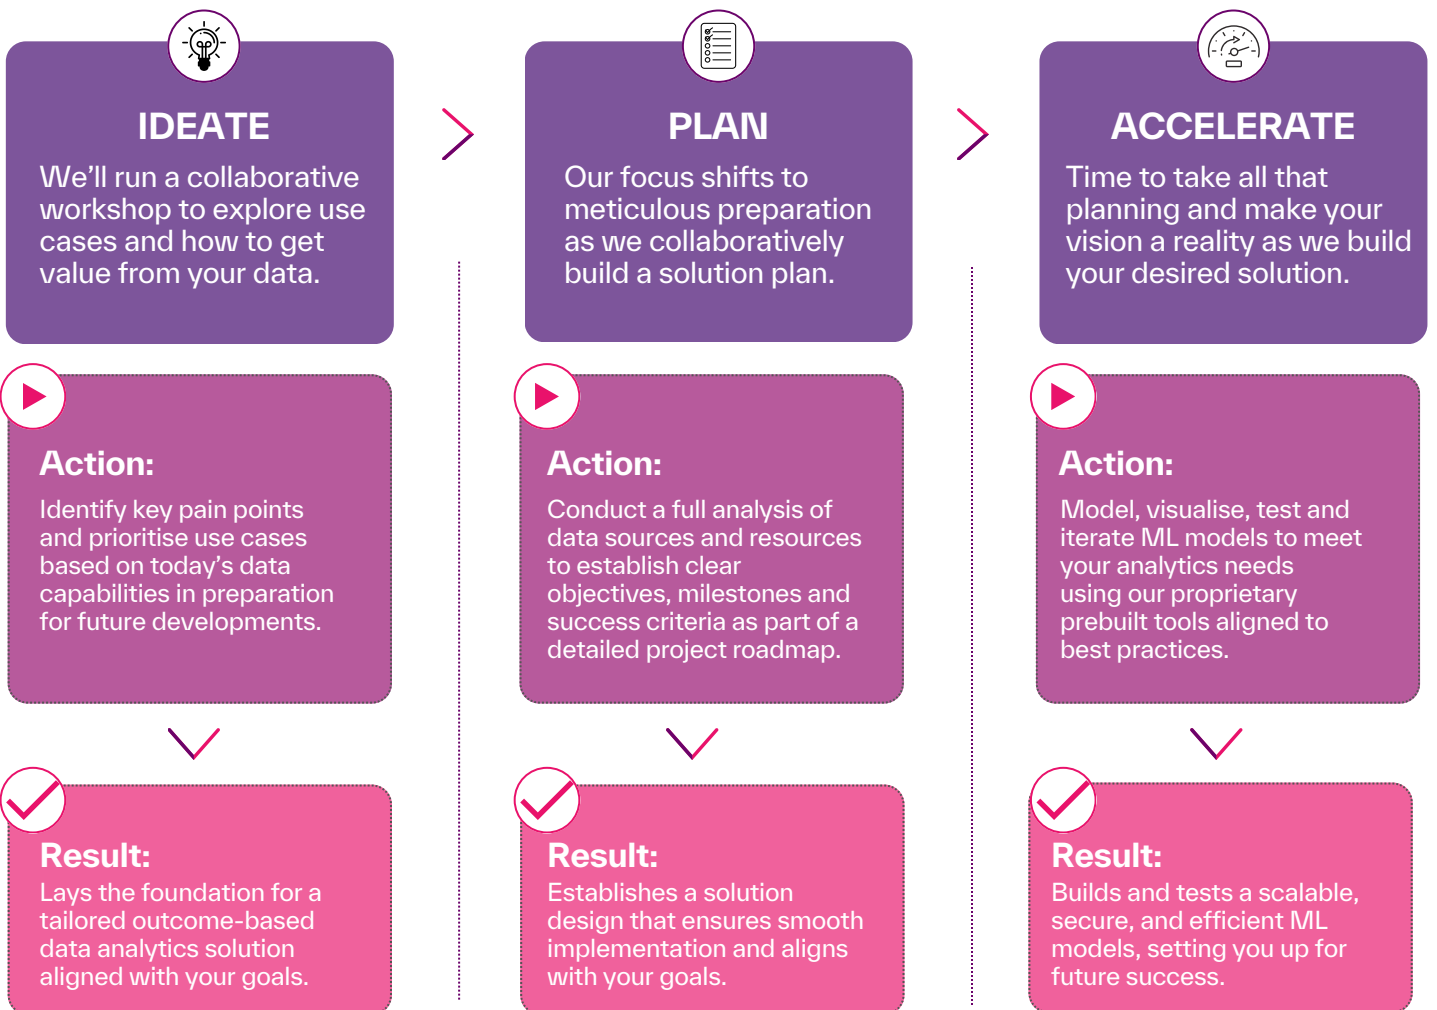 IDEATE
We’ll run a collaborative
workshop to explore use
cases and how to get
value from your data.
PLAN
Our focus shifts to
meticulous preparation
as we collaboratively
build a solution plan.
ACCELERATE
Time to take all that
planning and make your
vision a reality as we build
your desired solution.
Action:
Identify key pain points
and prioritise use cases
based on today’s data
capabilities in preparation
for future developments.
Action:
Conduct a full analysis of
data sources and resources
to establish clear
objectives, milestones and
success criteria as part of a
detailed project roadmap.
Action:
Model, visualise, test and
iterate ML models to meet
your analytics needs
using our proprietary
prebuilt tools aligned to
best practices.
Result:
Lays the foundation for a
tailored outcome-based
data analytics solution
aligned with your goals.
Result:
Establishes a solution
design that ensures smooth
implementation and aligns
with your goals.
Result:
Builds and tests a scalable,
secure, and efficient ML
models, setting you up for
future success.